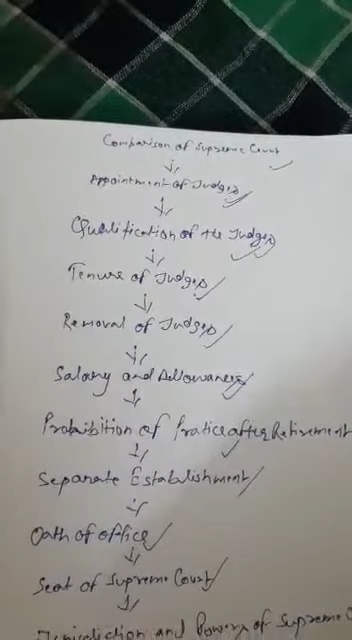 Comparison of Supreme Court
Appointment of Judges
Qualification of the Judges
Tenure of Judges
Removal of Judges
Salary and Allowances
Prohibition of Pratice after Retirement
Separate Establishment
Oath of office
Seat of Supreme Court
Jurisdiction and Powers of Supreme C